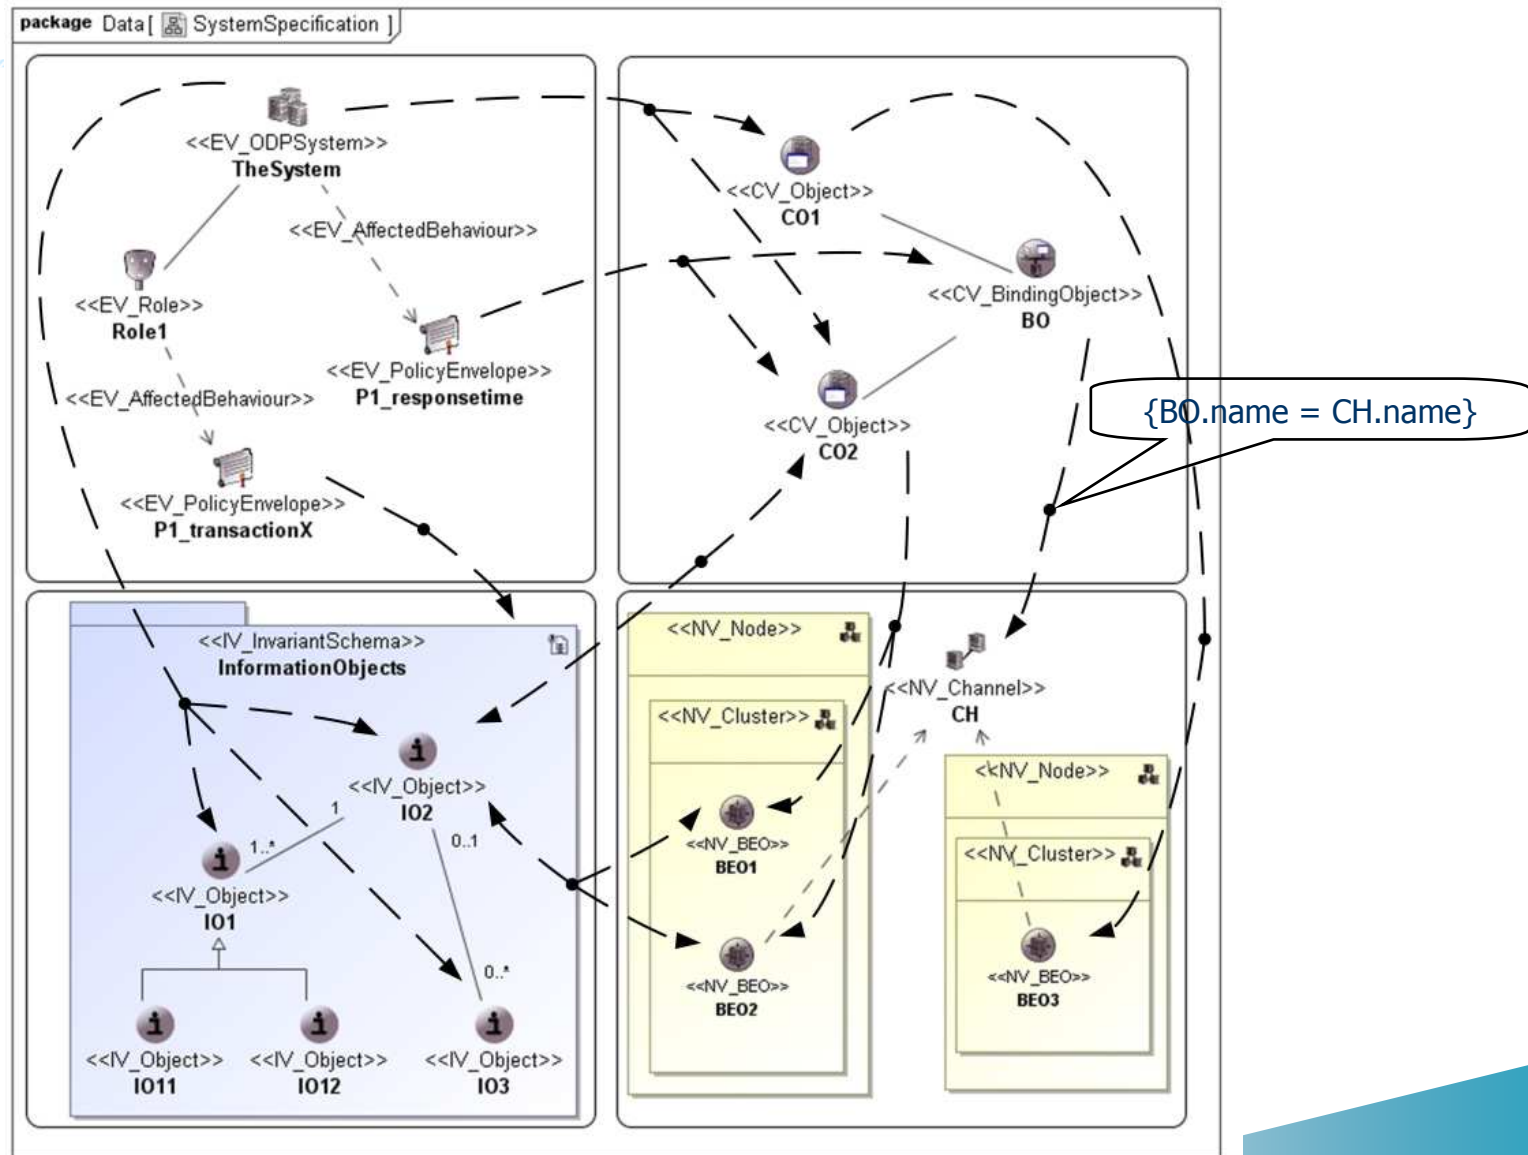 package Data [ SystemSpecification ]
<<EV_ODPSystem>>
TheSystem
<<EV_AffectedBehaviour>>
<<EV_Role>>
Role1
<<EV_PolicyEnvelope>>
P1_responsetime
<<EV_AffectedBehaviour>>
<<EV_PolicyEnvelope>>
P1_transactionX
<<CV_Object>>
CO1
<<CV_BindingObject>>
BO
<<CV_Object>>
CO2
{BO.name = CH.name}
<<IV_InvariantSchema>>
InformationObjects
<<IV_Object>>
IO2
1
0..1
1..*
<<IV_Object>>
IO1
0..*
<<IV_Object>>
IO11
<<IV_Object>>
IO12
<<IV_Object>>
IO3
<<NV_Node>>
<<NV_Cluster>>
<<NV_BEO>>
BEO1
<<NV_BEO>>
BEO2
<<NV_Channel>>
CH
<<NV_Node>>
<<NV_Cluster>>
<<NV_BEO>>
BEO3